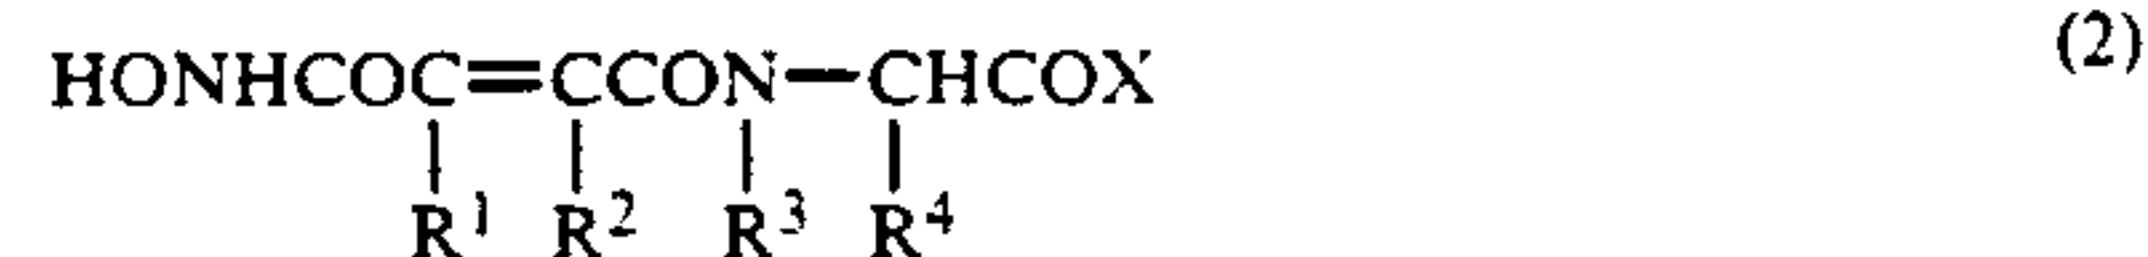 HONHCOC=CCON—CHCOX (2)
R¹ R² R³ R⁴